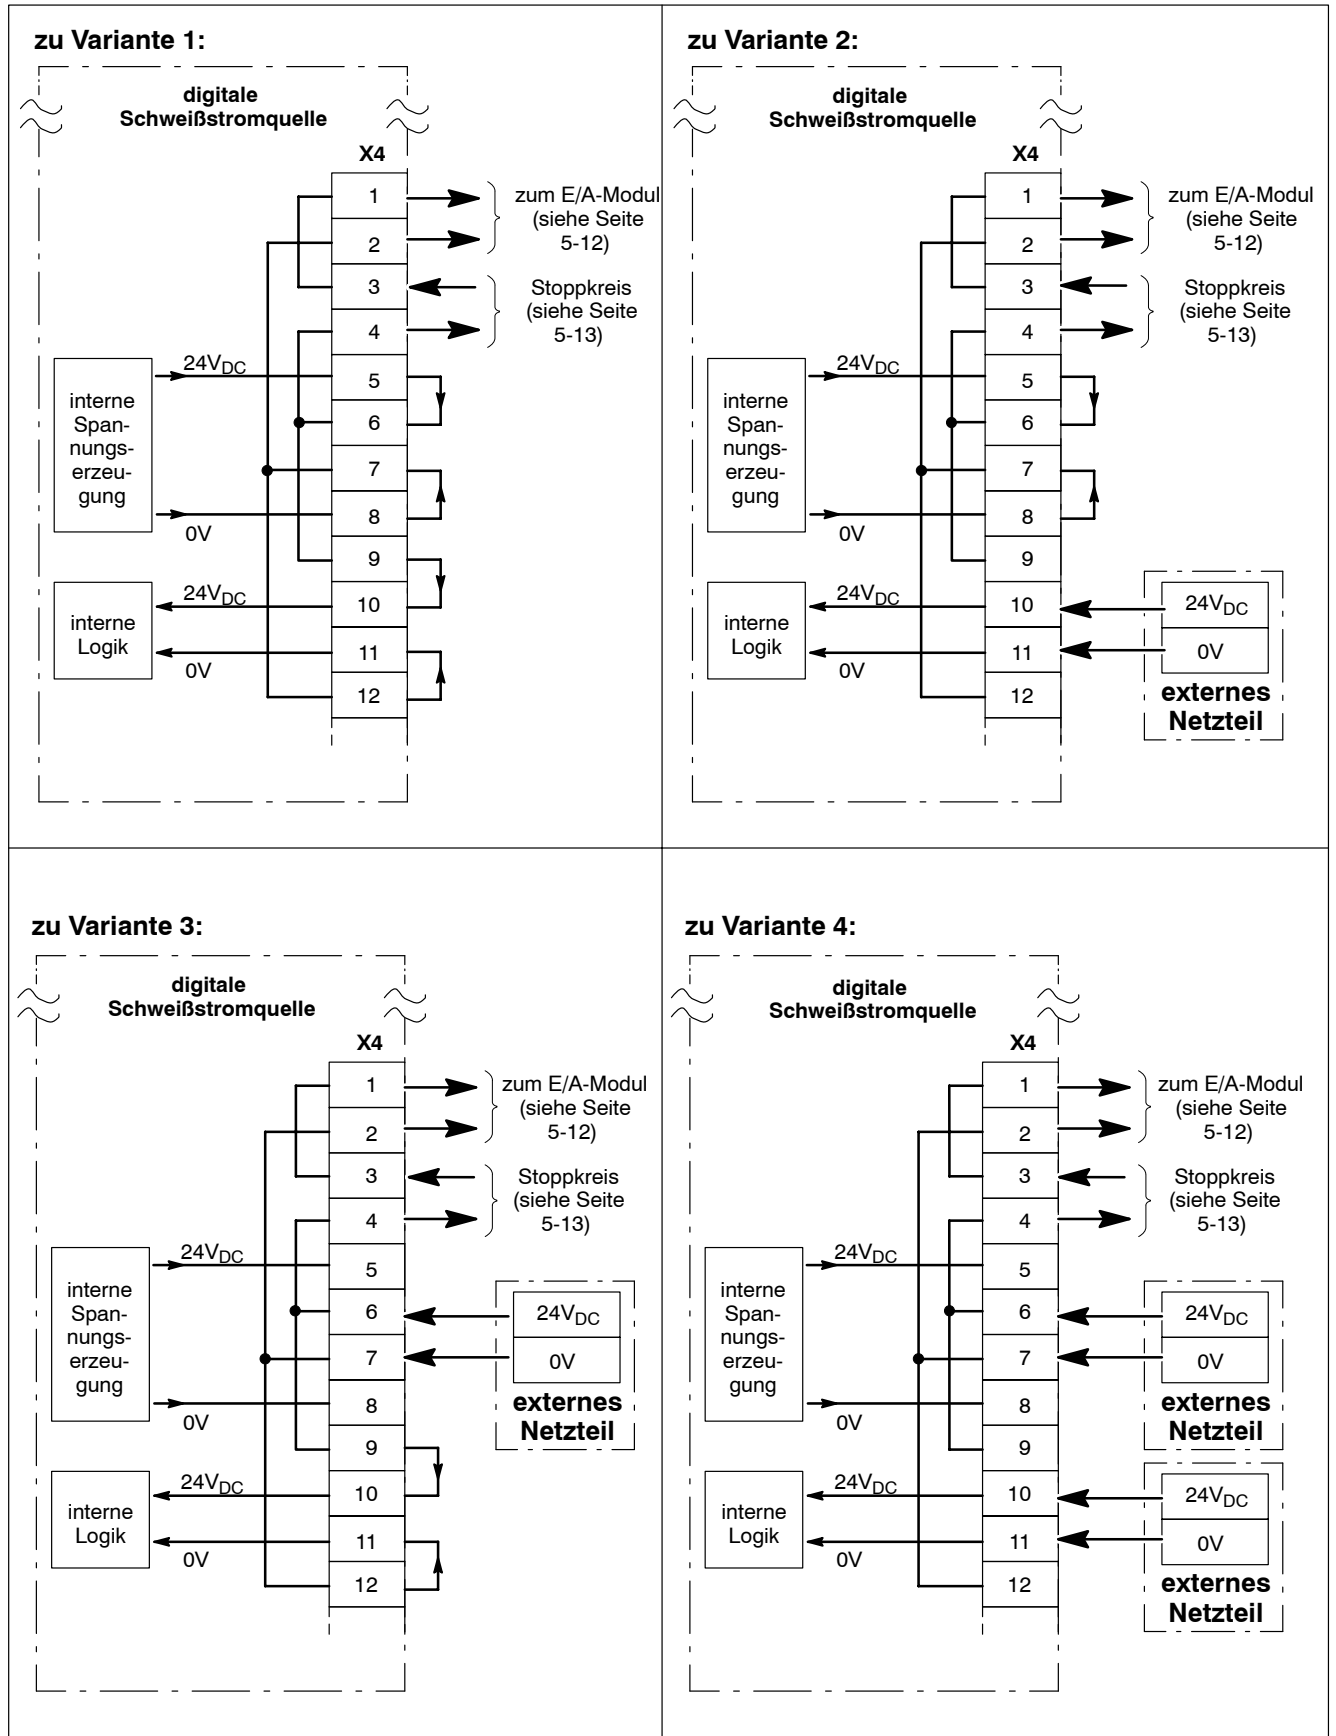 zu Variante 1:
digitale
Schweißstromquelle
X4
1
2
3
4
5
6
7
8
9
10
11
12
zum E/A-Modul
(siehe Seite
5-12)
Stoppkreis
(siehe Seite
5-13)
interne
Span-
nungs-
erzeu-
gung
24VDC
0V
interne
Logik
24VDC
0V
zu Variante 2:
digitale
Schweißstromquelle
X4
1
2
3
4
5
6
7
8
9
10
11
12
zum E/A-Modul
(siehe Seite
5-12)
Stoppkreis
(siehe Seite
5-13)
interne
Span-
nungs-
erzeu-
gung
24VDC
0V
interne
Logik
24VDC
0V
24VDC
0V
externes
Netzteil
zu Variante 3:
digitale
Schweißstromquelle
X4
1
2
3
4
5
6
7
8
9
10
11
12
zum E/A-Modul
(siehe Seite
5-12)
Stoppkreis
(siehe Seite
5-13)
interne
Span-
nungs-
erzeu-
gung
24VDC
0V
24VDC
0V
externes
Netzteil
interne
Logik
24VDC
0V
zu Variante 4:
digitale
Schweißstromquelle
X4
1
2
3
4
5
6
7
8
9
10
11
12
zum E/A-Modul
(siehe Seite
5-12)
Stoppkreis
(siehe Seite
5-13)
interne
Span-
nungs-
erzeu-
gung
24VDC
0V
24VDC
0V
externes
Netzteil
interne
Logik
24VDC
0V
24VDC
0V
externes
Netzteil